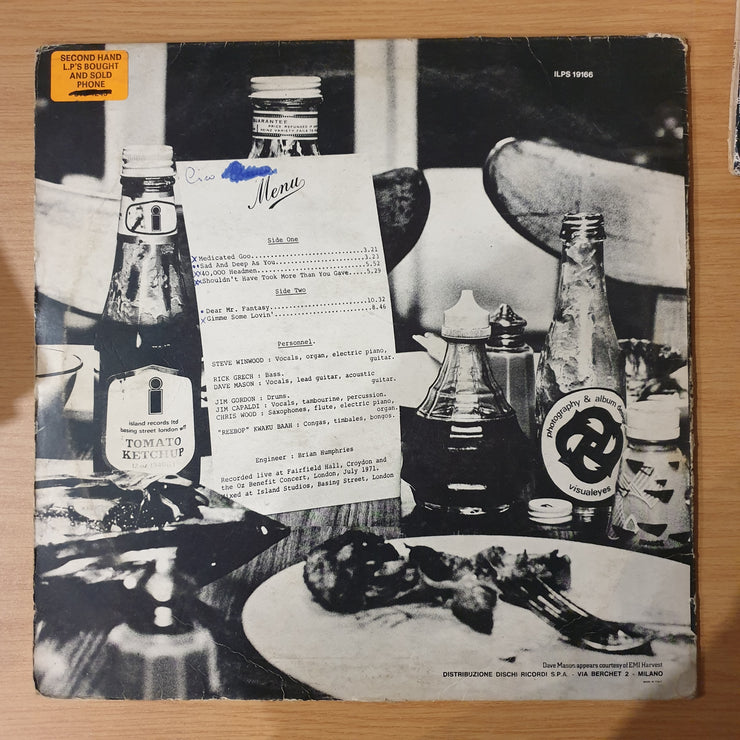 SECOND HAND
L.P'S BOUGHT
AND SOLD
PHONE
ILPS 19166
GUARANTEE
Cico
Menu
Side One
x Medicated Goo..........................3.21
••Sad and Deep As You....................3.23
x 40,000 Headmen.........................5.52
x Shouldn't Have Took More Than You Gave.....5.29
Side Two
• Dear Mr. Fantasy......................10.32
x Gimme Some Lovin'......................8.46
Personnel.
STEVE WINWOOD : Vocals, organ, electric piano,
guitar.
RICK GRECH : Bass.
DAVE MASON : Vocals, lead guitar, acoustic
guitar.
JIM GORDON : Drums.
JIM CAPALDI : Vocals, tambourine, percussion.
CHRIS WOOD : Saxophones, flute, electric piano,
organ.
"REEBOP" KWAKU BAAH : Congas, timbales, bongos.
Engineer : Brian Humphries
Recorded live at Fairfield Hall, Croydon and
the Oz Benefit Concert, London, July 1971.
Mixed at Island Studios, Basing Street, London
i
i
island records ltd
basing street london w11
TOMATO
KETCHUP
photography & album
visualeyes
Dave Mason appears courtesy of EMI Harvest
DISTRIBUZIONE DISCHI RICORDI S.P.A. - VIA BERCHET 2 - MILANO
MADE IN ITALY